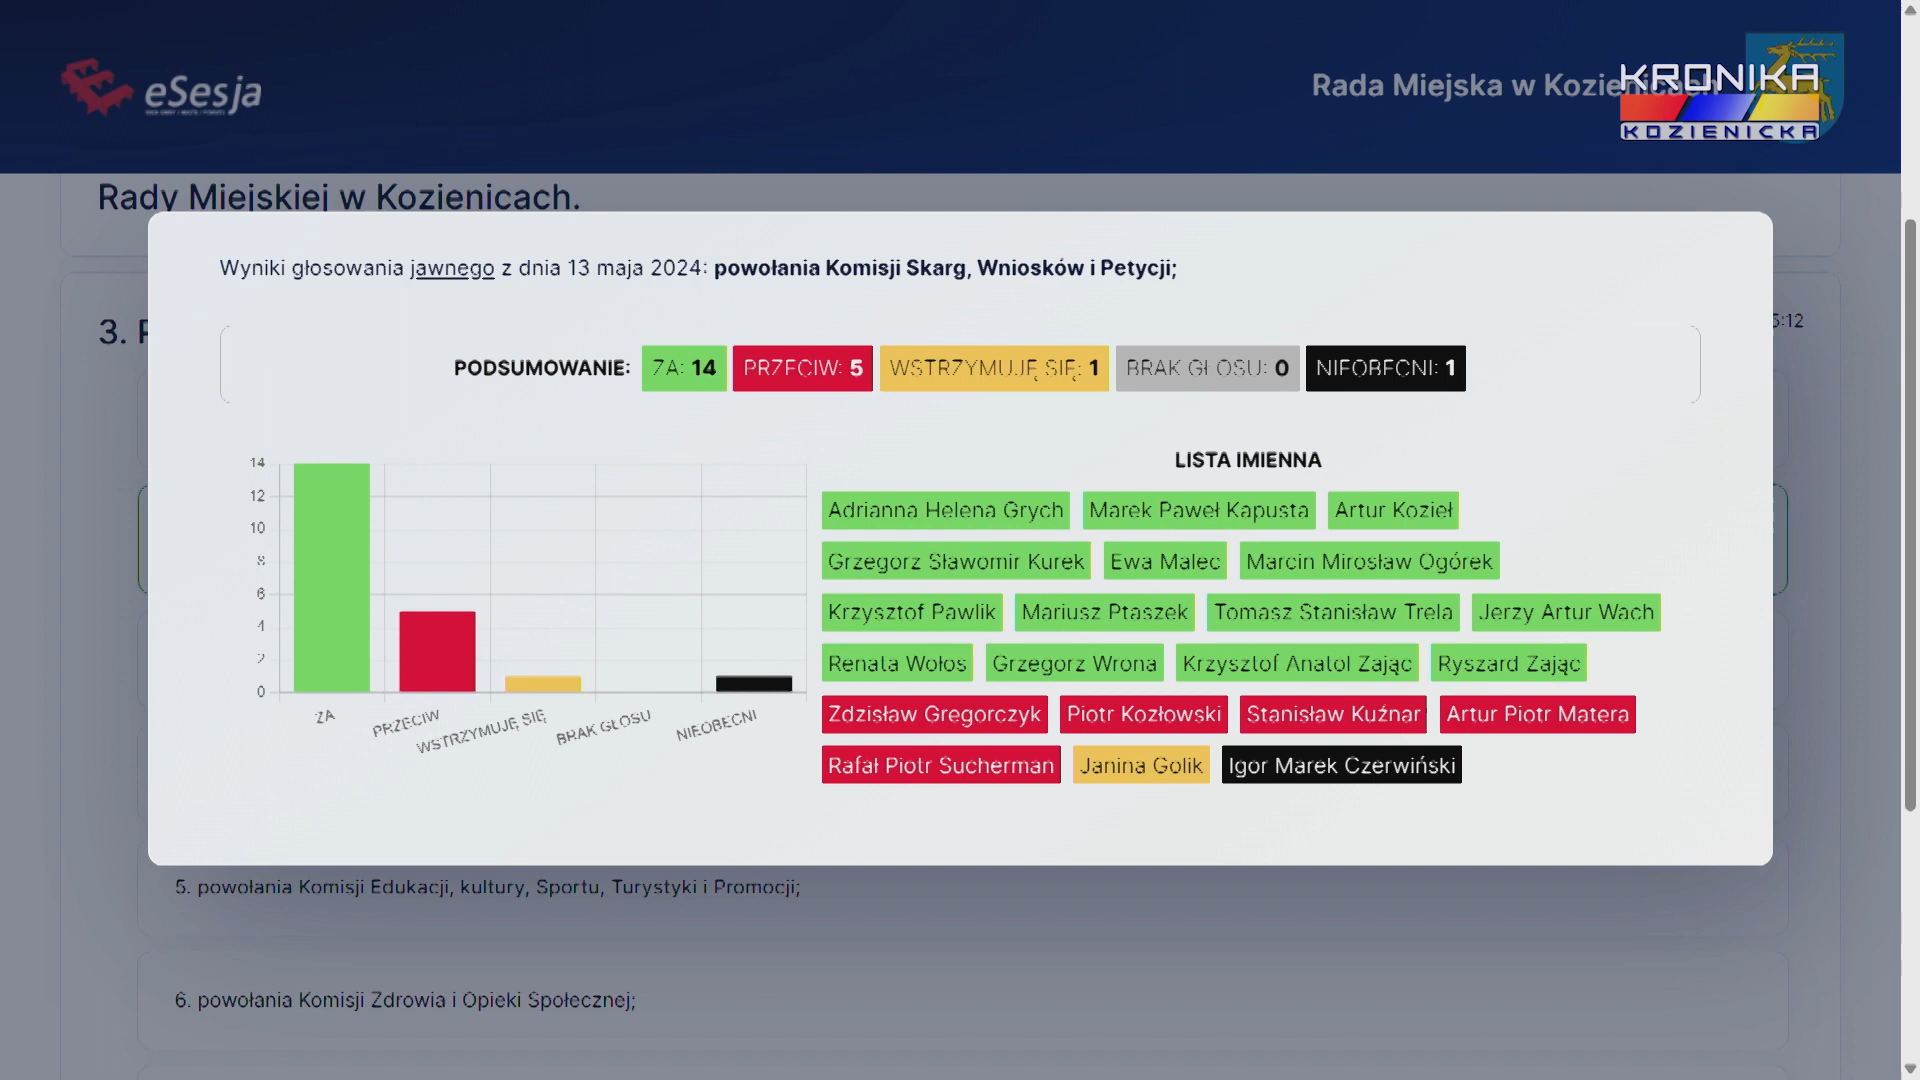 eSesja
Rada Miejska w Kozienicach
KRONIKA
KOZIENICKA
Rady Miejskiej w Kozienicach.
3.
5:12
Wyniki głosowania jawnego z dnia 13 maja 2024: powołania Komisji Skarg, Wniosków i Petycji;
PODSUMOWANIE: ZA: 14 PRZECIW: 5 WSTRZYMUJĘ SIĘ: 1 BRAK GŁOSU: 0 NIEOBECNI: 1
14
12
10
8
6
4
2
0
ZA
PRZECIW
WSTRZYMUJĘ SIĘ
BRAK GŁOSU
NIEOBECNI
LISTA IMIENNA
Adrianna Helena Grych Marek Paweł Kapusta Artur Kozieł
Grzegorz Sławomir Kurek Ewa Malec Marcin Mirosław Ogórek
Krzysztof Pawlik Mariusz Ptaszek Tomasz Stanisław Trela Jerzy Artur Wach
Renata Wołos Grzegorz Wrona Krzysztof Anatol Zając Ryszard Zając
Zdzisław Gregorczyk Piotr Kozłowski Stanisław Kuźnar Artur Piotr Matera
Rafał Piotr Sucherman Janina Golik Igor Marek Czerwiński
5. powołania Komisji Edukacji, kultury, Sportu, Turystyki i Promocji;
6. powołania Komisji Zdrowia i Opieki Społecznej;